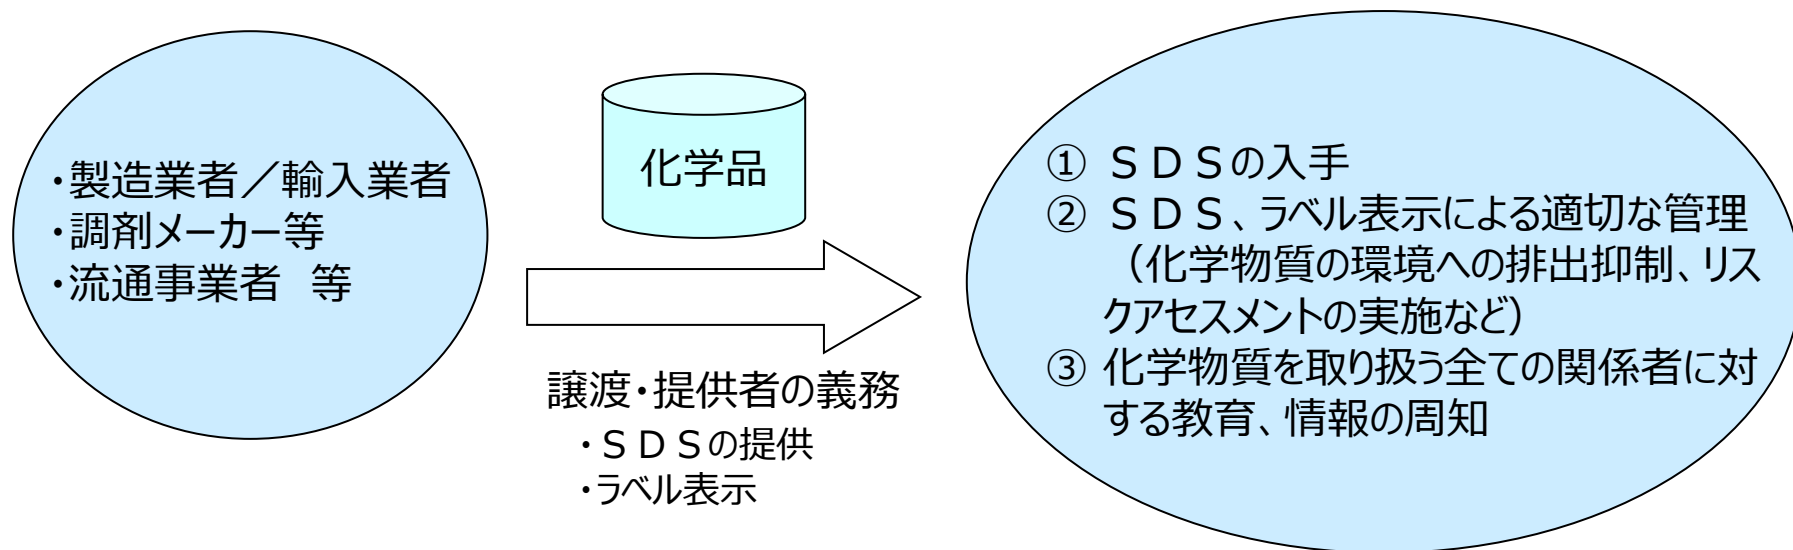 ・製造業者／輸入業者
・調剤メーカー等
・流通事業者　等
化学品
譲渡・提供者の義務
・ＳＤＳの提供
・ラベル表示
① ＳＤＳの入手
② ＳＤＳ、ラベル表示による適切な管理
（化学物質の環境への排出抑制、リス
クアセスメントの実施など）
③ 化学物質を取り扱う全ての関係者に対
する教育、情報の周知